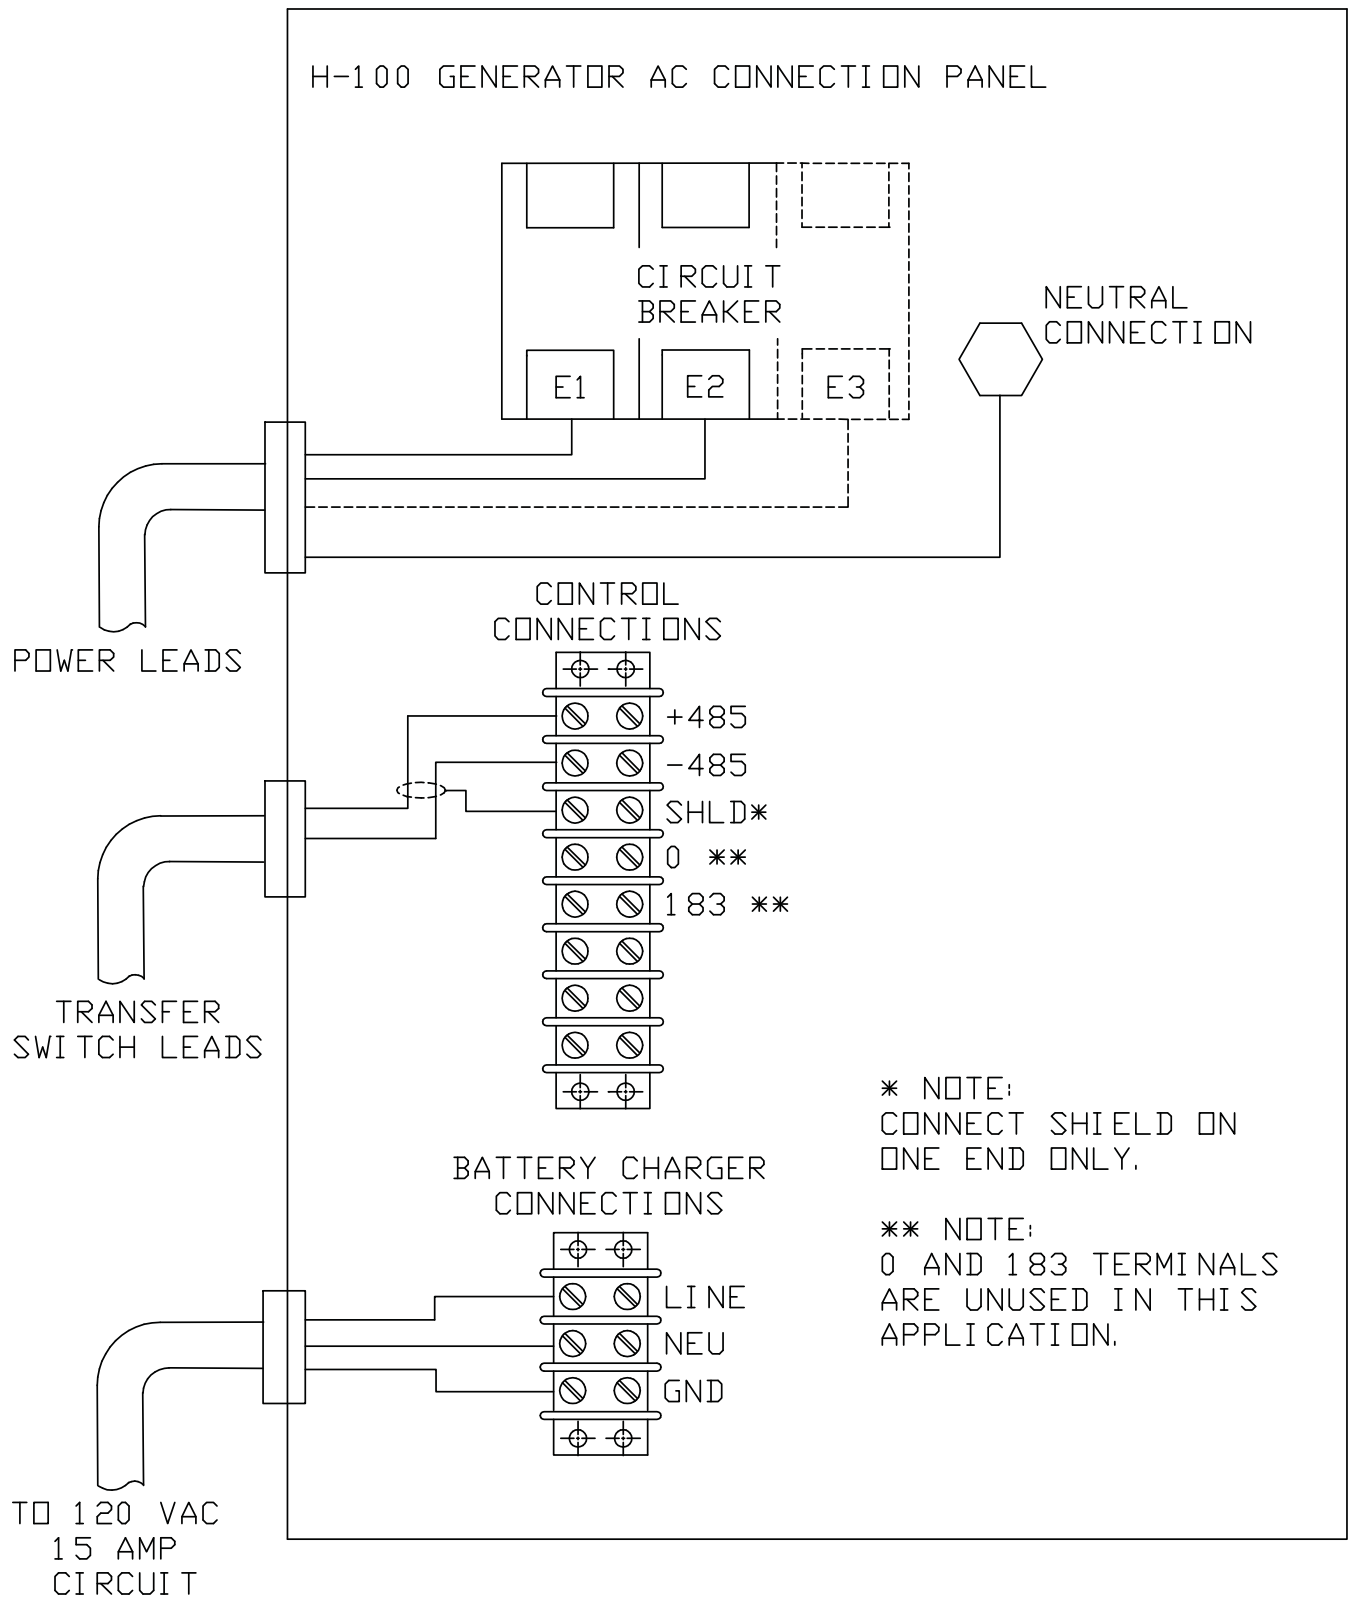 H-100 GENERATOR AC CONNECTION PANEL
CIRCUIT
BREAKER
E1
E2
E3
NEUTRAL
CONNECTION
POWER LEADS
CONTROL
CONNECTIONS
+485
-485
SHLD*
0 **
183 **
TRANSFER
SWITCH LEADS
* NOTE:
CONNECT SHIELD ON
ONE END ONLY.
** NOTE:
0 AND 183 TERMINALS
ARE UNUSED IN THIS
APPLICATION.
BATTERY CHARGER
CONNECTIONS
LINE
NEU
GND
TO 120 VAC
15 AMP
CIRCUIT